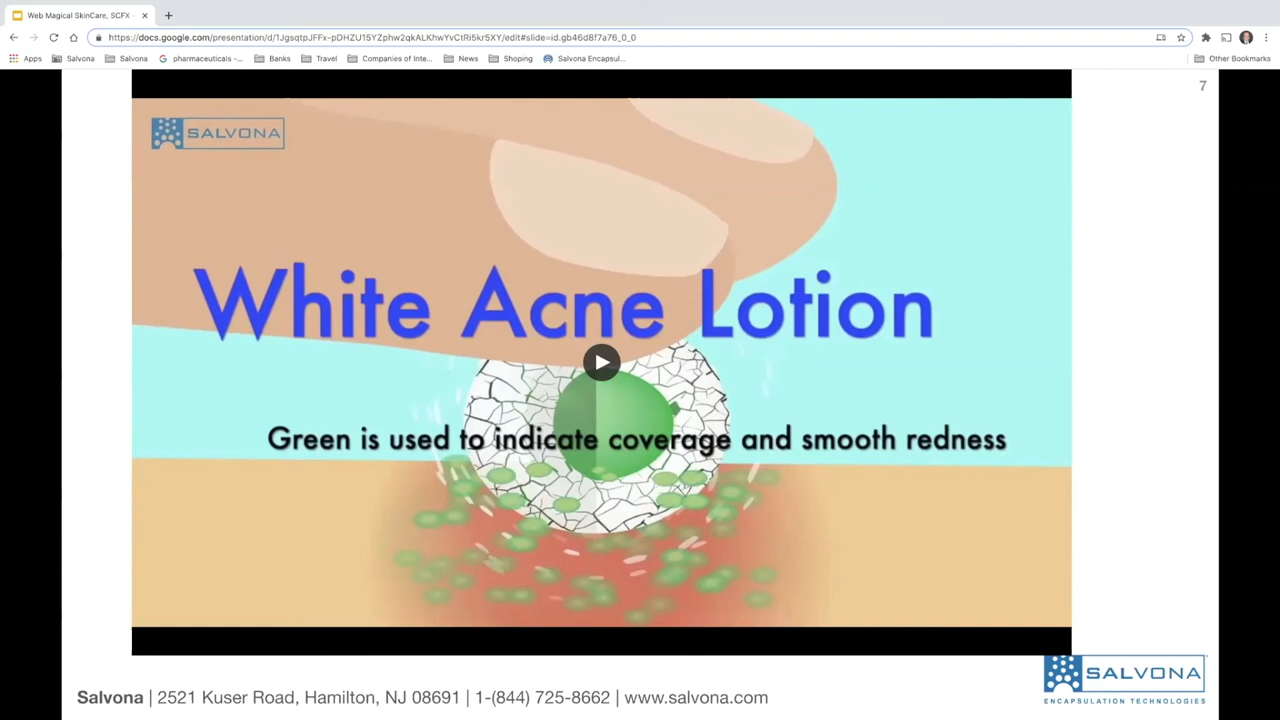 Web Magical SkinCare, SCFX -
https://docs.google.com/presentation/d/1JgsqtpJFFx-pDHZU15YZphw2qkALKhwYvCtRi5kr5XY/edit#slide=id.gb46d8f7a76_0_0
Apps Salvona Salvona pharmaceuticals -... Banks Travel Companies of Inte... News Shoping Salvona Encapsul... Other Bookmarks
7
SALVONA
White Acne Lotion
Green is used to indicate coverage and smooth redness
SALVONA
ENCAPSULATION TECHNOLOGIES
Salvona | 2521 Kuser Road, Hamilton, NJ 08691 | 1-(844) 725-8662 | www.salvona.com